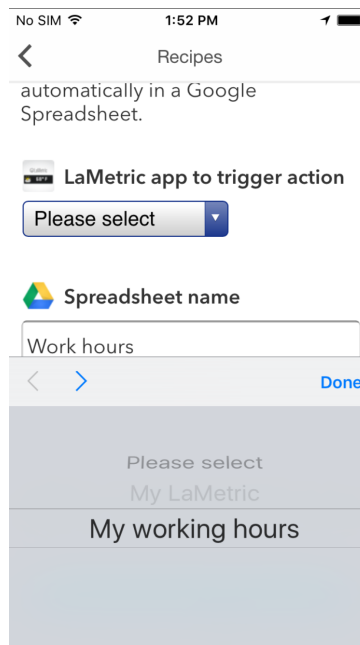 No SIM 1:52 PM
Recipes
automatically in a Google
Spreadsheet.
LaMetric app to trigger action
Please select
Spreadsheet name
Work hours
Done
Please select
My LaMetric
My working hours